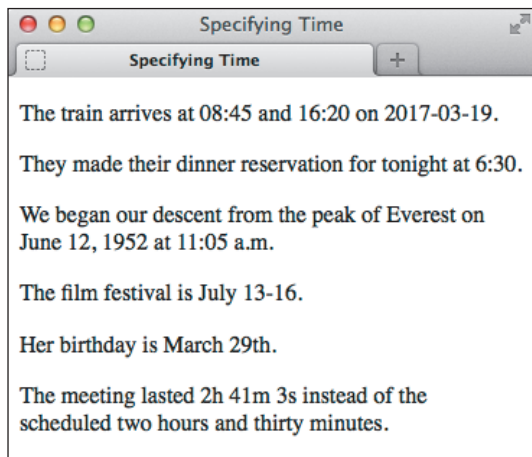 Specifying Time
Specifying Time
+
The train arrives at 08:45 and 16:20 on 2017-03-19.
They made their dinner reservation for tonight at 6:30.
We began our descent from the peak of Everest on
June 12, 1952 at 11:05 a.m.
The film festival is July 13-16.
Her birthday is March 29th.
The meeting lasted 2h 41m 3s instead of the
scheduled two hours and thirty minutes.